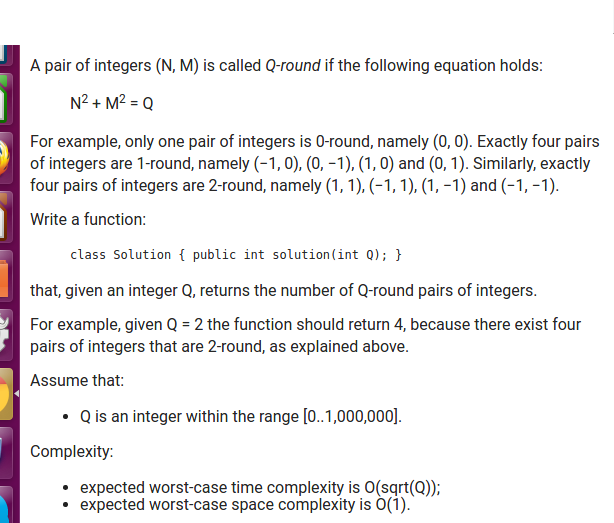 A pair of integers (N, M) is called Q-round if the following equation holds:
N² + M² = Q
For example, only one pair of integers is 0-round, namely (0, 0). Exactly four pairs
of integers are 1-round, namely (−1, 0), (0, −1), (1, 0) and (0, 1). Similarly, exactly
four pairs of integers are 2-round, namely (1, 1), (−1, 1), (1, −1) and (−1, −1).
Write a function:
class Solution { public int solution(int Q); }
that, given an integer Q, returns the number of Q-round pairs of integers.
For example, given Q = 2 the function should return 4, because there exist four
pairs of integers that are 2-round, as explained above.
Assume that:
• Q is an integer within the range [0..1,000,000].
Complexity:
• expected worst-case time complexity is O(sqrt(Q));
• expected worst-case space complexity is O(1).